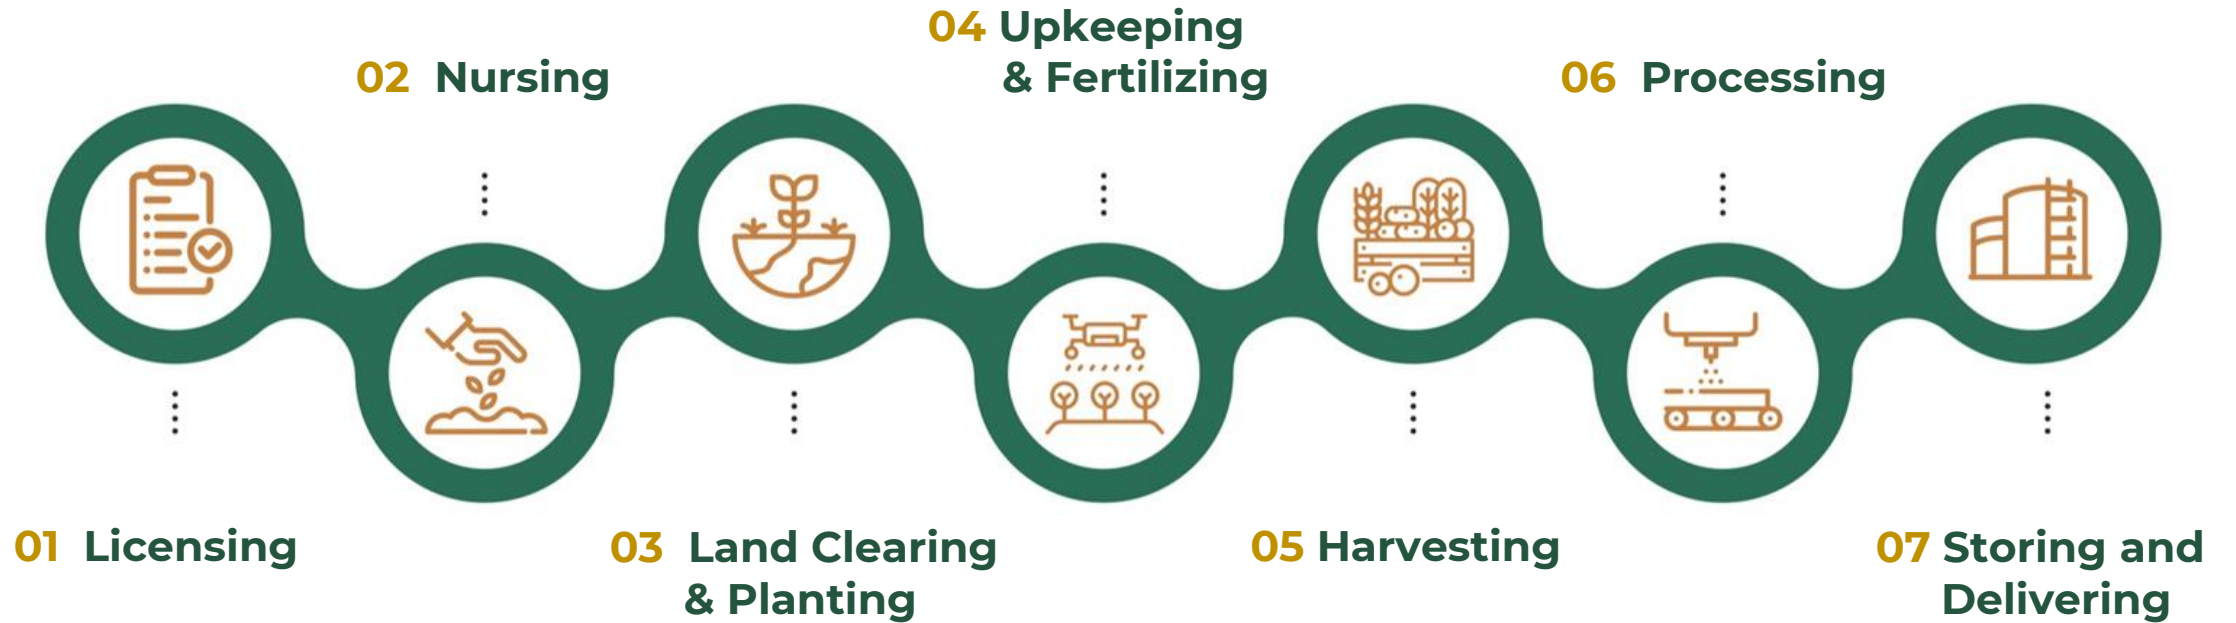 01 Licensing
02 Nursing
03 Land Clearing
& Planting
04 Upkeeping
& Fertilizing
05 Harvesting
06 Processing
07 Storing and
Delivering